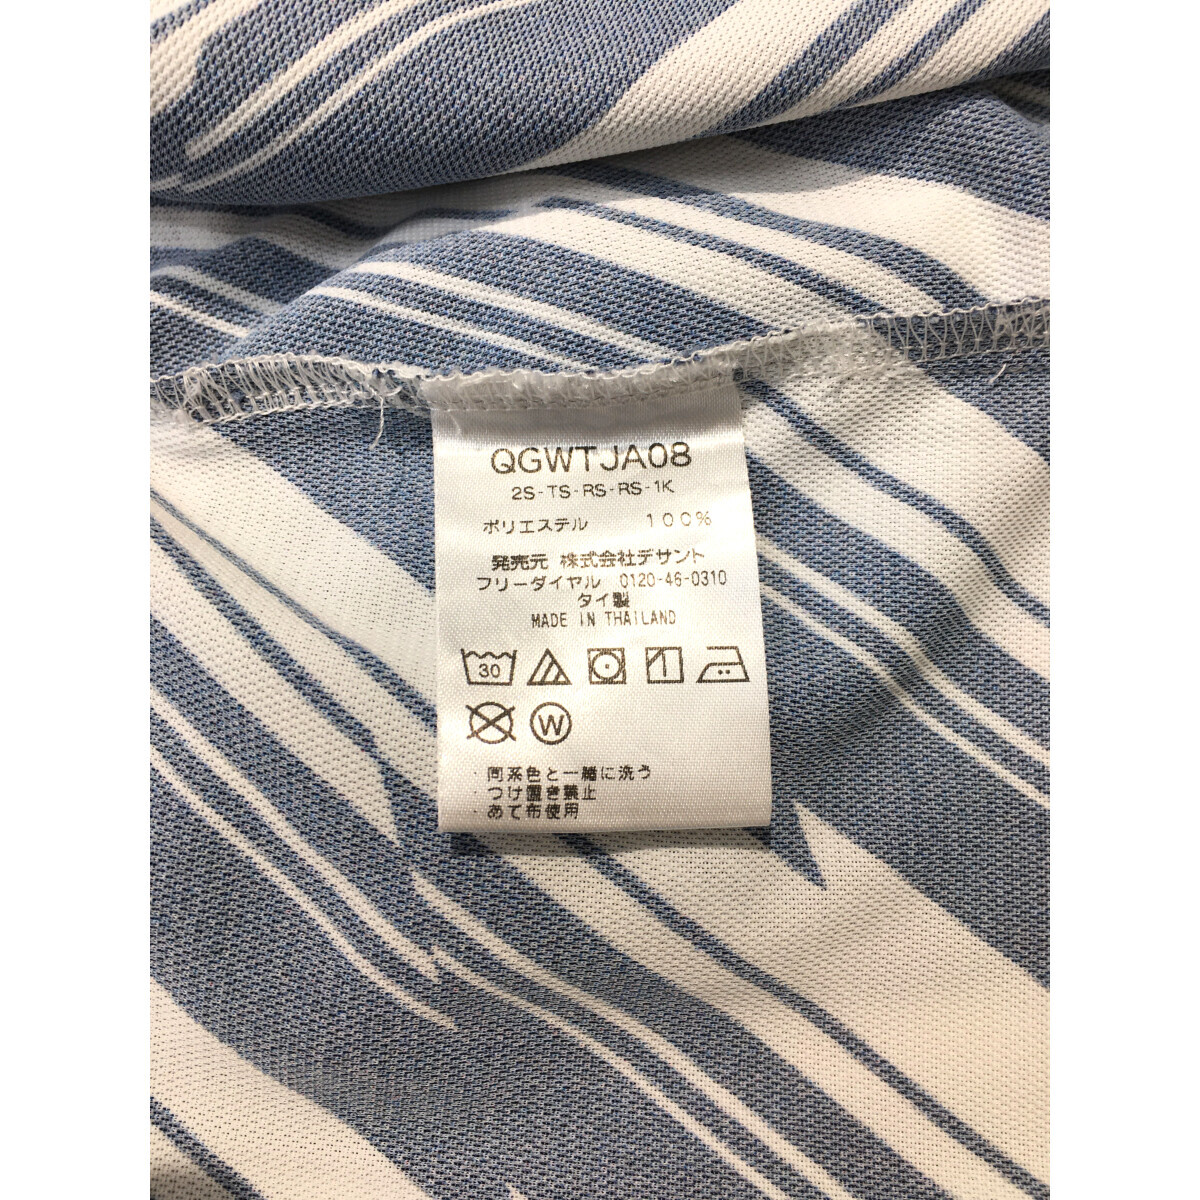 QGWTJA08
2S-TS-RS-RS-1K
ポリエステル 100%
発売元 株式会社デサント
フリーダイヤル 0120-46-0310
タイ製
MADE IN THAILAND
30
W
・同系色と一緒に洗う
・つけ置き禁止
・あて布使用